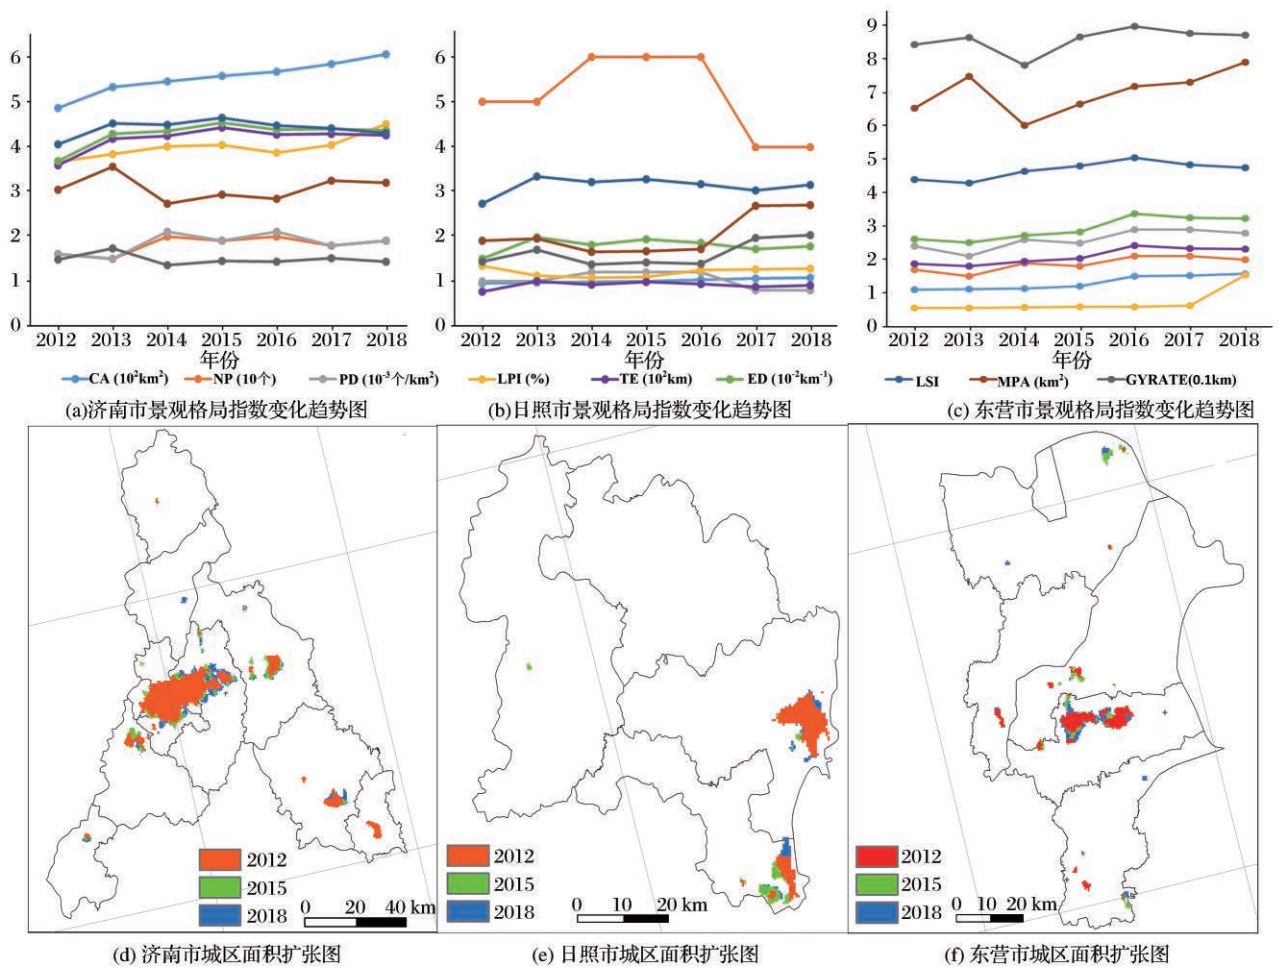 6
5
4
3
2
1
0
2012 2013 2014 2015 2016 2017 2018
年份
6
5
4
3
2
1
0
2012 2013 2014 2015 2016 2017 2018
年份
9
8
7
6
5
4
3
2
1
0
2012 2013 2014 2015 2016 2017 2018
年份
CA (10²km²) NP (10个) PD (10⁻³个/km²) LPI (%) TE (10²km) ED (10⁻²km⁻¹) LSI MPA (km²) GYRATE(0.1km)
(a)济南市景观格局指数变化趋势图
(b)日照市景观格局指数变化趋势图
(c) 东营市景观格局指数变化趋势图
2012
2015
2018
0 20 40 km
2012
2015
2018
0 10 20 km
2012
2015
2018
0 10 20 km
(d) 济南市城区面积扩张图
(e) 日照市城区面积扩张图
(f) 东营市城区面积扩张图